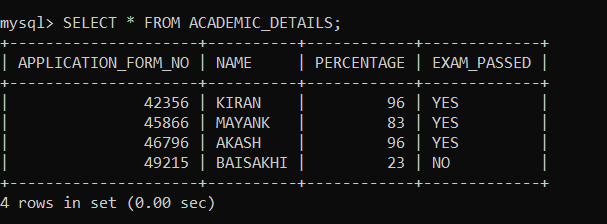 mysql> SELECT * FROM ACADEMIC_DETAILS;
+---------------------+----------+------------+-------------+
| APPLICATION_FORM_NO | NAME     | PERCENTAGE | EXAM_PASSED |
+---------------------+----------+------------+-------------+
|               42356 | KIRAN    |         96 | YES         |
|               45866 | MAYANK   |         83 | YES         |
|               46796 | AKASH    |         96 | YES         |
|               49215 | BAISAKHI |         23 | NO          |
+---------------------+----------+------------+-------------+
4 rows in set (0.00 sec)